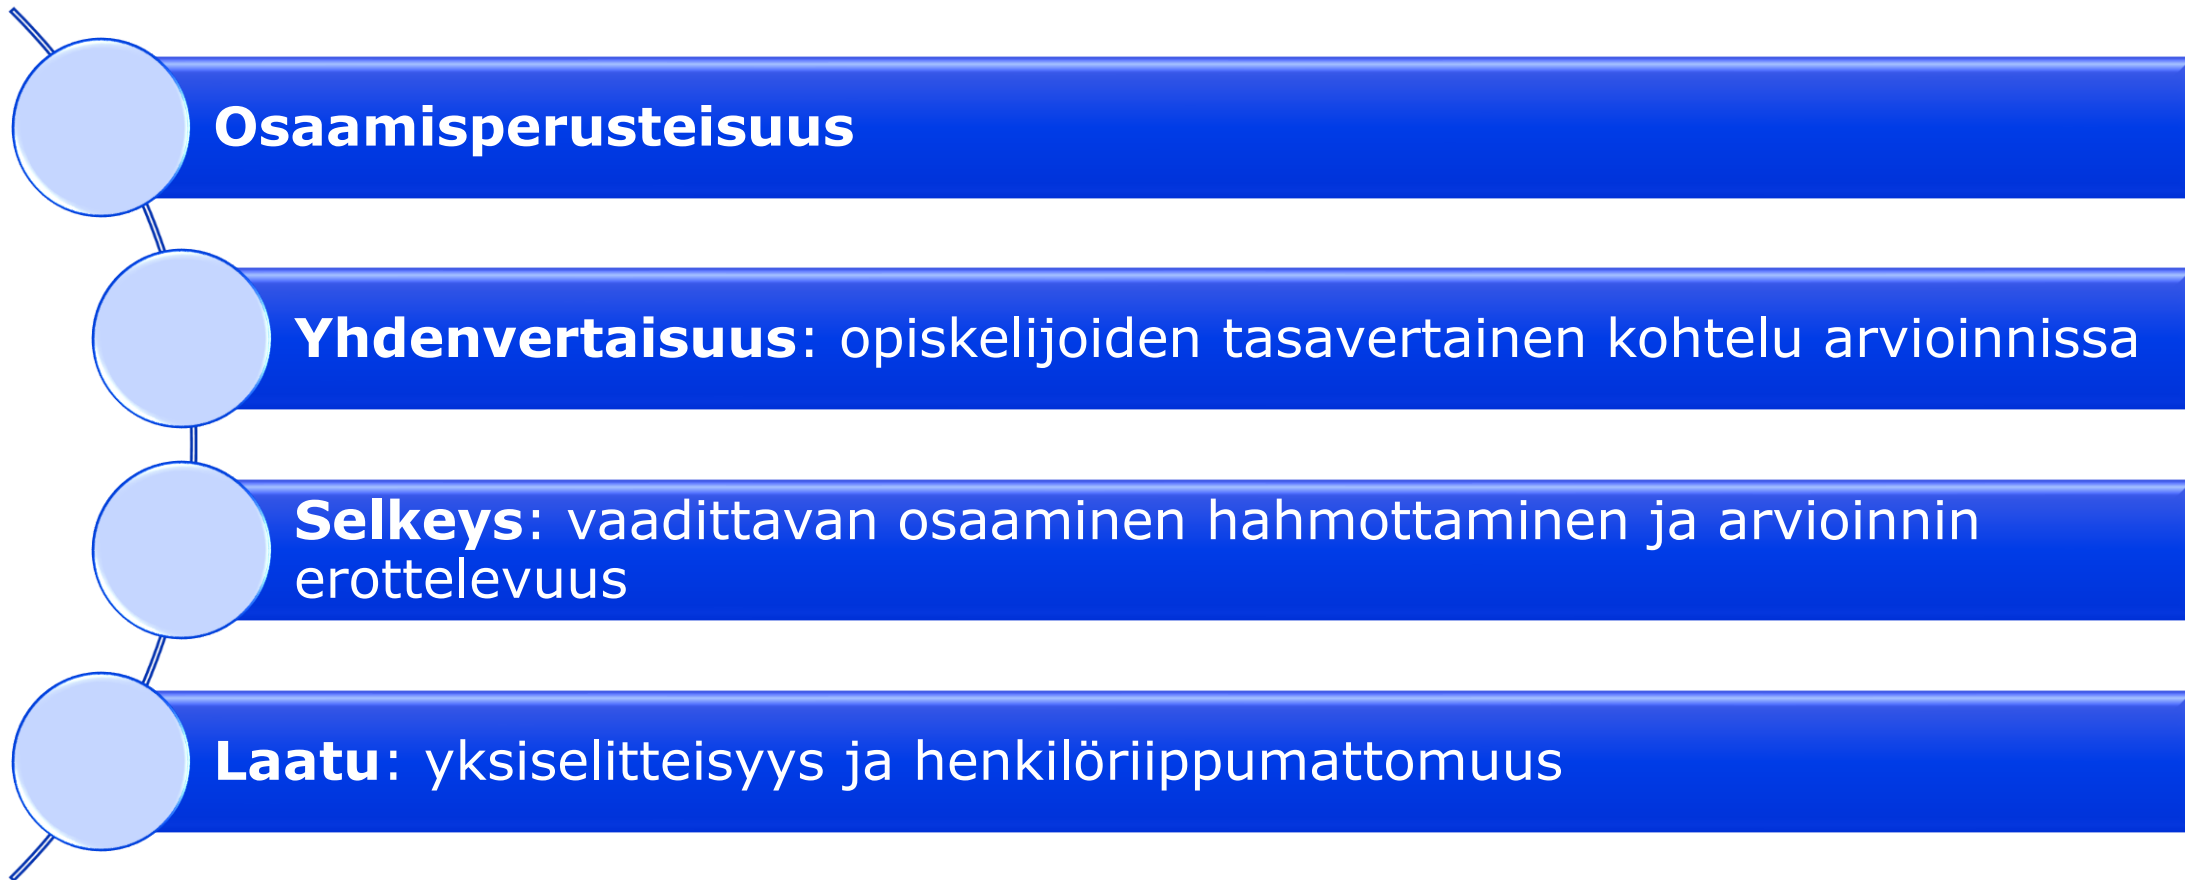 Osaamisperusteisuus
Yhdenvertaisuus: opiskelijoiden tasavertainen kohtelu arvioinnissa
Selkeys: vaadittavan osaaminen hahmottaminen ja arvioinnin
erottelevuus
Laatu: yksiselitteisyys ja henkilöriippumattomuus